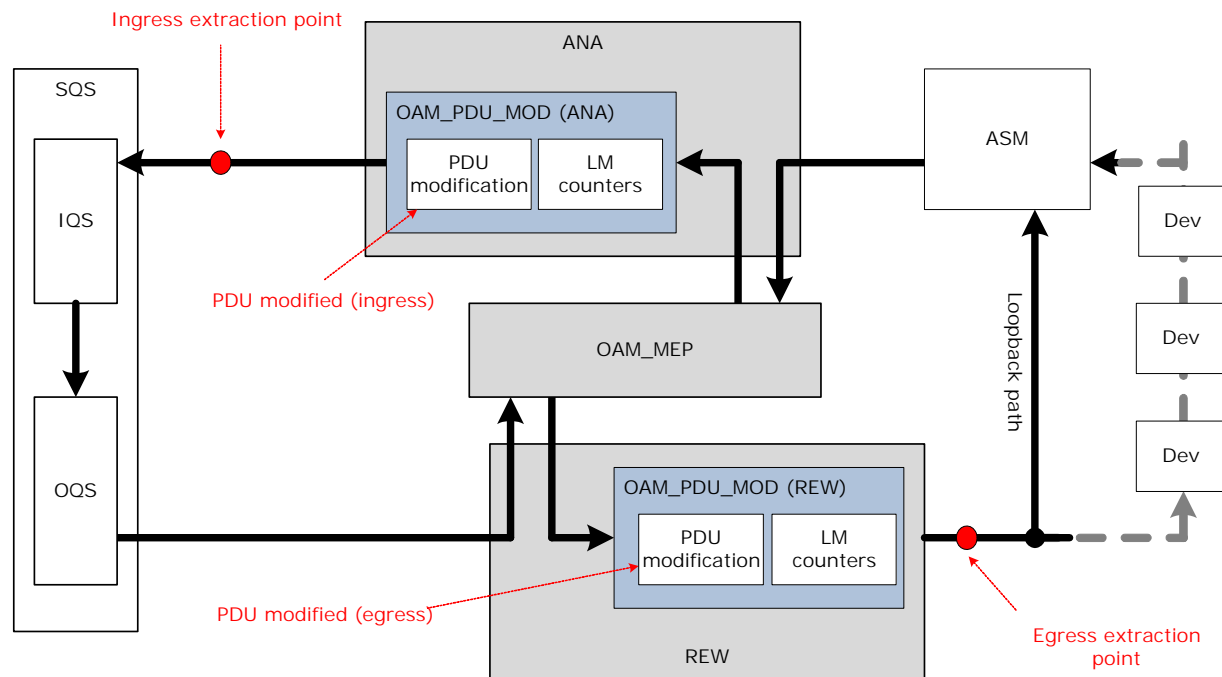 Ingress extraction point
ANA
SQS
OAM_PDU_MOD (ANA)
PDU
modification
LM
counters
ASM
IQS
Dev
PDU modified (ingress)
OAM_MEP
Loopback path
Dev
Dev
OQS
OAM_PDU_MOD (REW)
PDU
modification
LM
counters
PDU modified (egress)
Egress extraction
point
REW